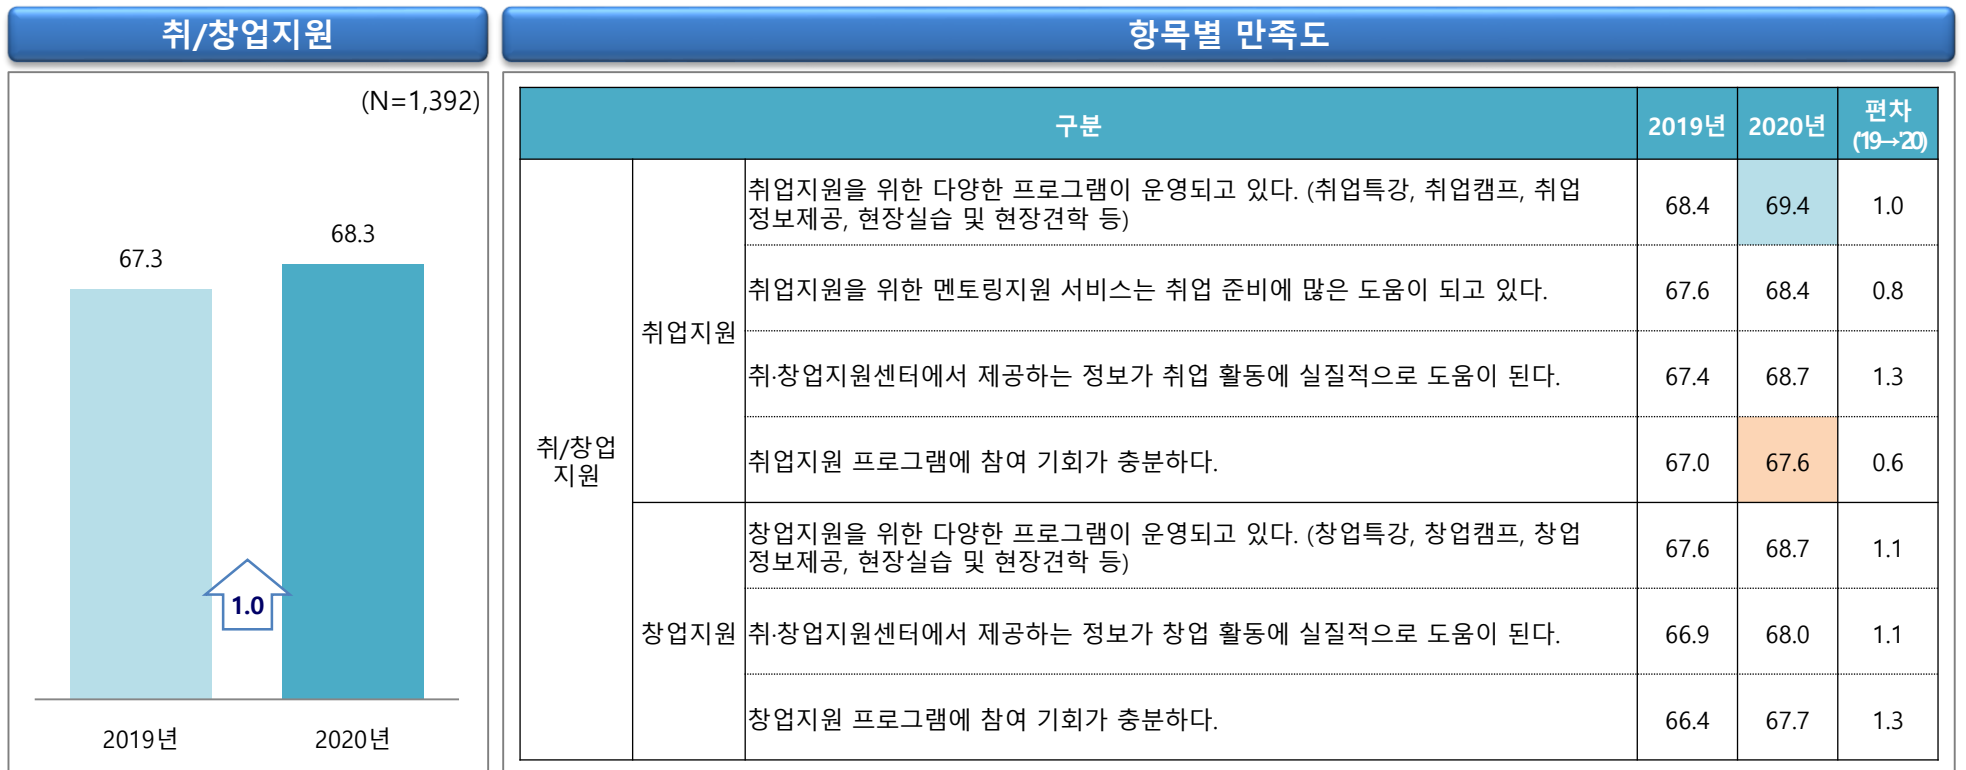 취/창업지원
항목별 만족도
(N=1,392)
67.3
68.3
1.0
2019년
2020년
구분
2019년
2020년
편차
('19→'20)
취/창업
지원
취업지원
취업지원을 위한 다양한 프로그램이 운영되고 있다. (취업특강, 취업캠프, 취업
정보제공, 현장실습 및 현장견학 등)
68.4
69.4
1.0
취업지원을 위한 멘토링지원 서비스는 취업 준비에 많은 도움이 되고 있다.
67.6
68.4
0.8
취·창업지원센터에서 제공하는 정보가 취업 활동에 실질적으로 도움이 된다.
67.4
68.7
1.3
취업지원 프로그램에 참여 기회가 충분하다.
67.0
67.6
0.6
창업지원
창업지원을 위한 다양한 프로그램이 운영되고 있다. (창업특강, 창업캠프, 창업
정보제공, 현장실습 및 현장견학 등)
67.6
68.7
1.1
취·창업지원센터에서 제공하는 정보가 창업 활동에 실질적으로 도움이 된다.
66.9
68.0
1.1
창업지원 프로그램에 참여 기회가 충분하다.
66.4
67.7
1.3